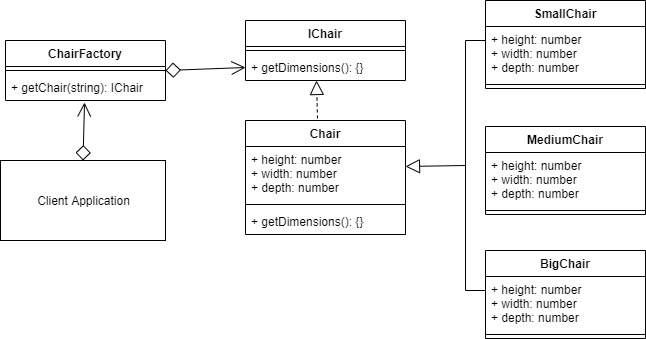 ChairFactory
+ getChair(string): IChair
Client Application
IChair
+ getDimensions(): {}
Chair
+ height: number
+ width: number
+ depth: number
+ getDimensions(): {}
SmallChair
+ height: number
+ width: number
+ depth: number
MediumChair
+ height: number
+ width: number
+ depth: number
BigChair
+ height: number
+ width: number
+ depth: number